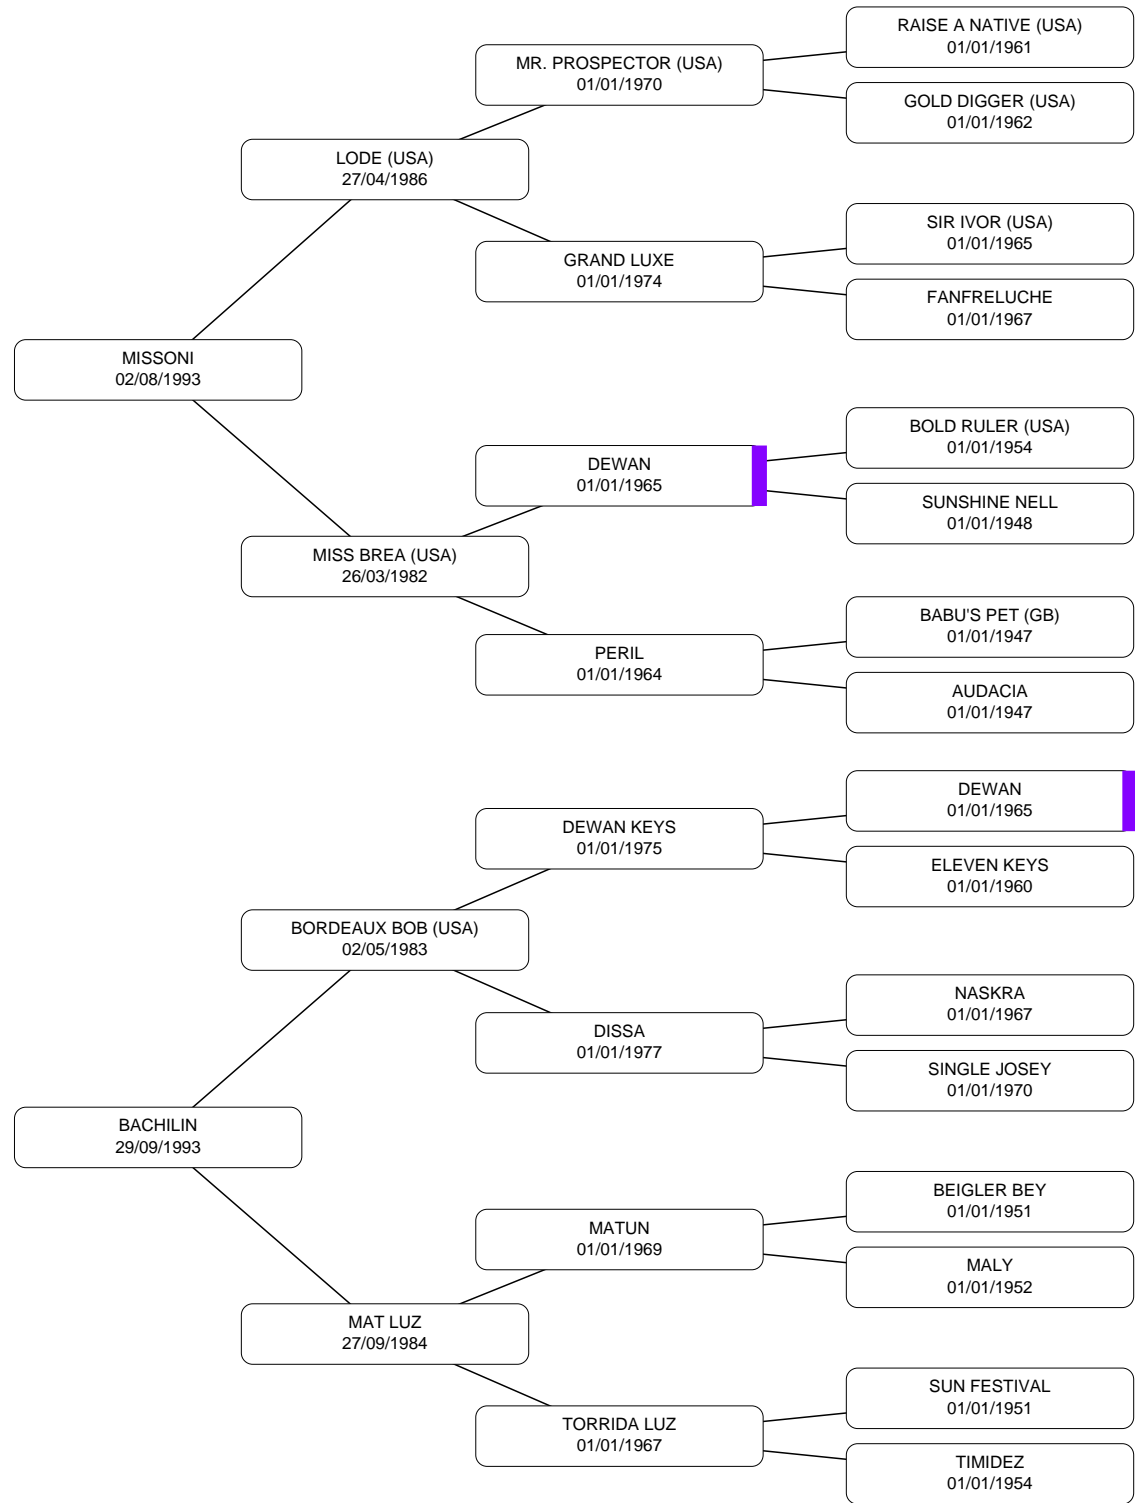 RAISE A NATIVE (USA)
01/01/1961
MR. PROSPECTOR (USA)
01/01/1970
GOLD DIGGER (USA)
01/01/1962
LODE (USA)
27/04/1986
SIR IVOR (USA)
01/01/1965
GRAND LUXE
01/01/1974
FANFRELUCHE
01/01/1967
MISSONI
02/08/1993
BOLD RULER (USA)
01/01/1954
DEWAN
01/01/1965
SUNSHINE NELL
01/01/1948
MISS BREA (USA)
26/03/1982
BABU'S PET (GB)
01/01/1947
PERIL
01/01/1964
AUDACIA
01/01/1947
DEWAN
01/01/1965
DEWAN KEYS
01/01/1975
ELEVEN KEYS
01/01/1960
BORDEAUX BOB (USA)
02/05/1983
NASKRA
01/01/1967
DISSA
01/01/1977
SINGLE JOSEY
01/01/1970
BACHILIN
29/09/1993
BEIGLER BEY
01/01/1951
MATUN
01/01/1969
MALY
01/01/1952
MAT LUZ
27/09/1984
SUN FESTIVAL
01/01/1951
TORRIDA LUZ
01/01/1967
TIMIDEZ
01/01/1954